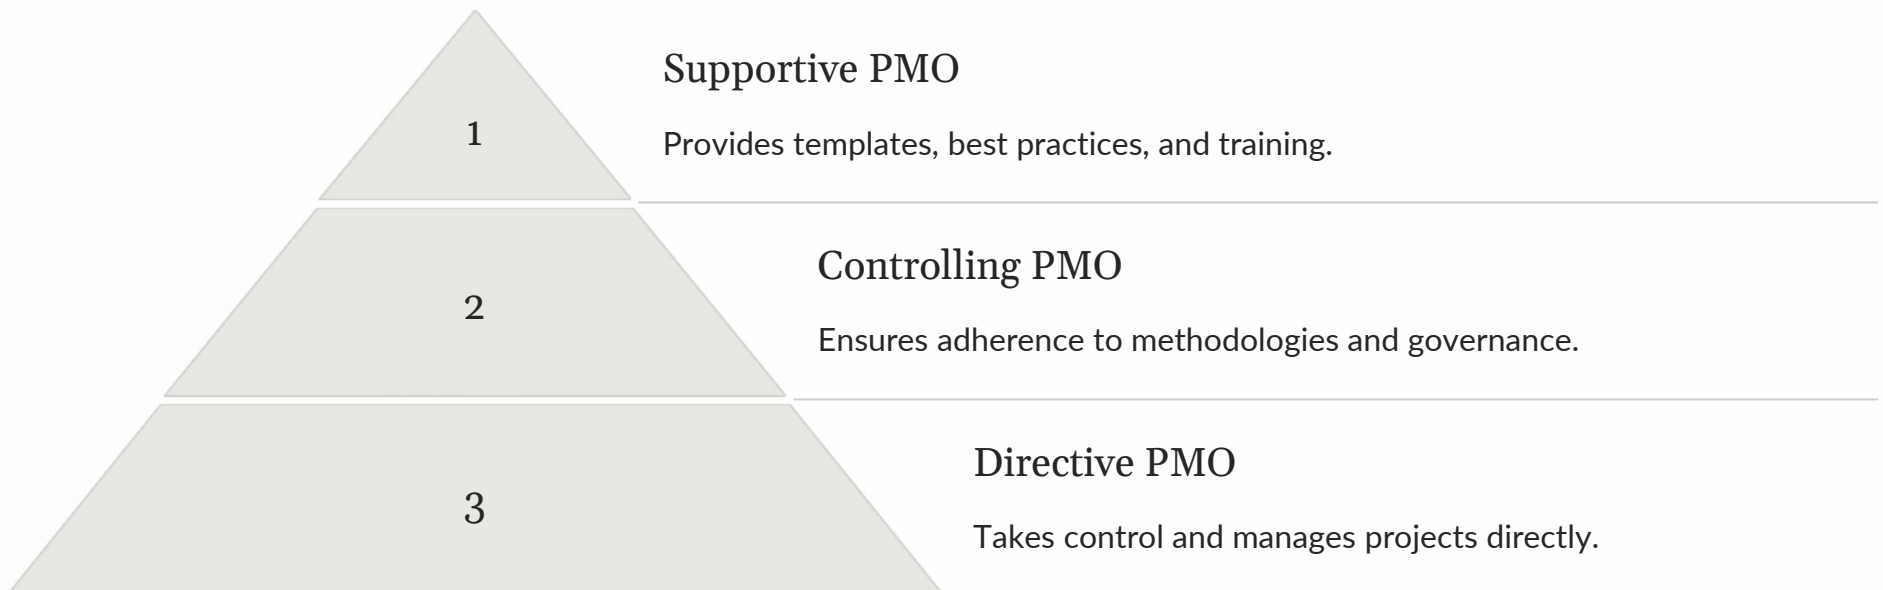 1
Supportive PMO
Provides templates, best practices, and training.
2
Controlling PMO
Ensures adherence to methodologies and governance.
3
Directive PMO
Takes control and manages projects directly.